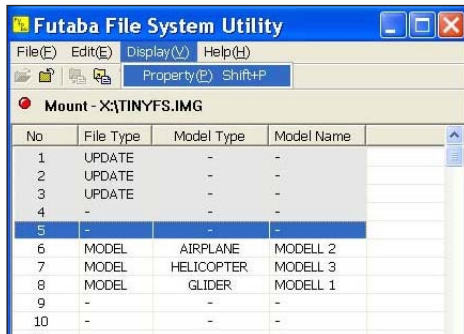 Futaba File System Utility
File(F) Edit(E) Display(V) Help(H)
Property(P) Shift+P
Mount - X:\TINYFS.IMG
No File Type Model Type Model Name
1 UPDATE - -
2 UPDATE - -
3 UPDATE - -
4 - - -
5 - - -
6 MODEL AIRPLANE MODELL 2
7 MODEL HELICOPTER MODELL 3
8 MODEL GLIDER MODELL 1
9 - - -
10 - - -